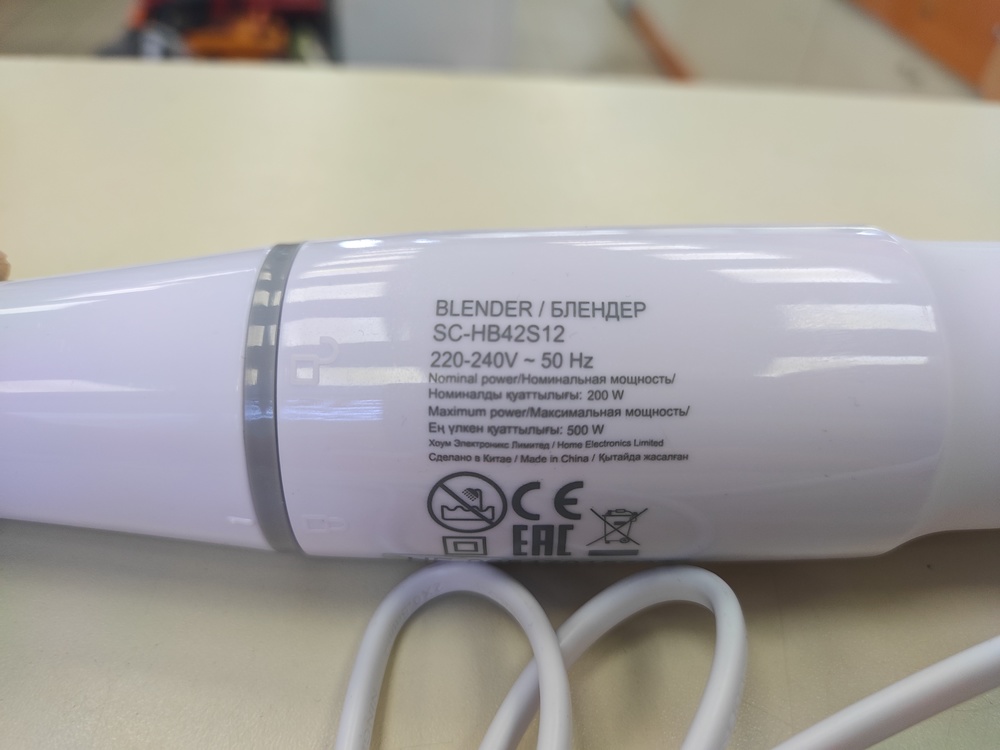 BLENDER / БЛЕНДЕР
SC-HB42S12
220-240V ~ 50 Hz
Nominal power/Номинальная мощность/
Номиналды қуаттылығы: 200 W
Maximum power/Максимальная мощность/
Ең үлкен қуаттылығы: 500 W
Хоум Электроникс Лимитед / Home Electronics Limited
Сделано в Китае / Made in China / Қытайда жасалған
CE
EAC